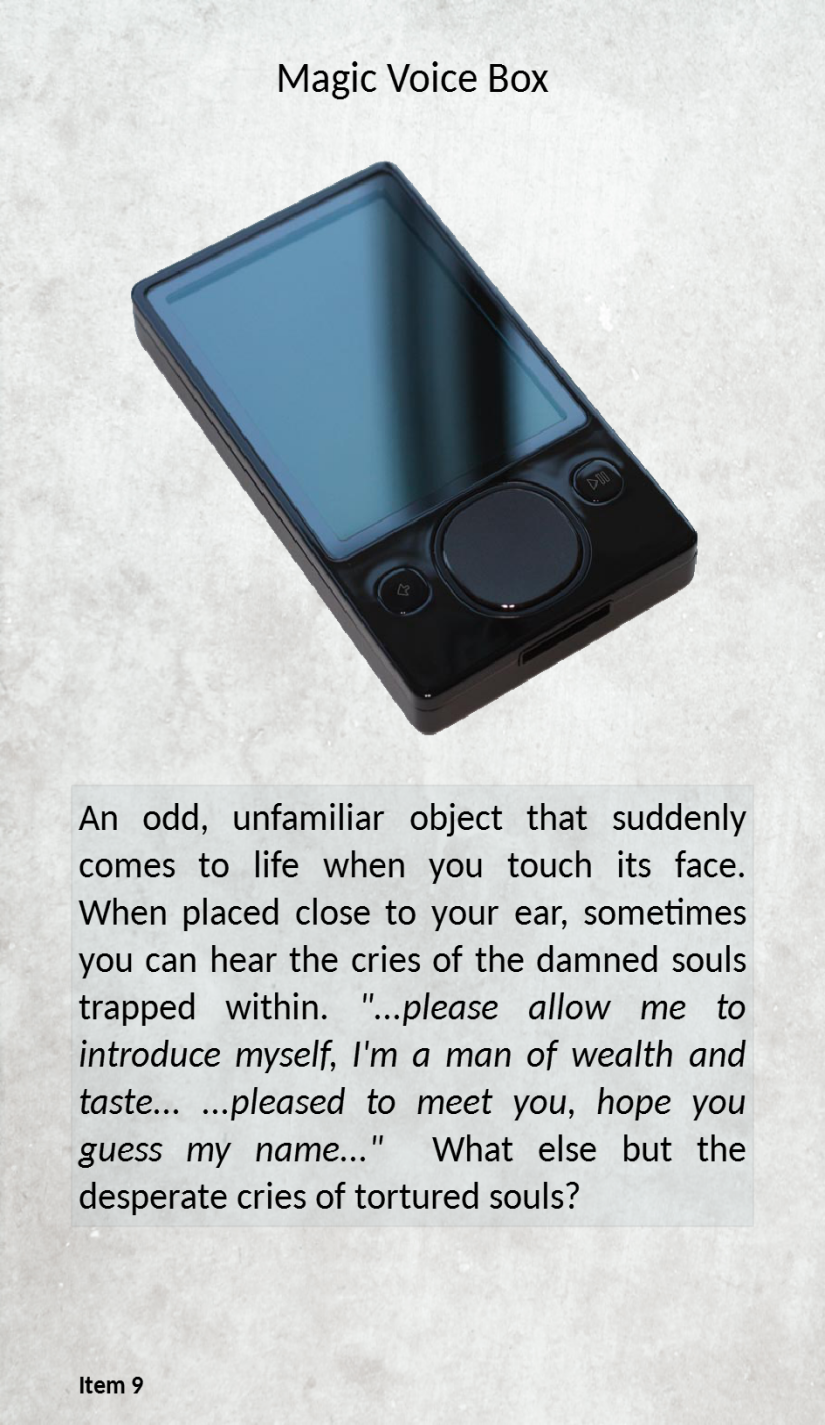 Magic Voice Box
An odd, unfamiliar object that suddenly
comes to life when you touch its face.
When placed close to your ear, sometimes
you can hear the cries of the damned souls
trapped within. "...please allow me to
introduce myself, I'm a man of wealth and
taste... ...pleased to meet you, hope you
guess my name..."  What else but the
desperate cries of tortured souls?
Item 9